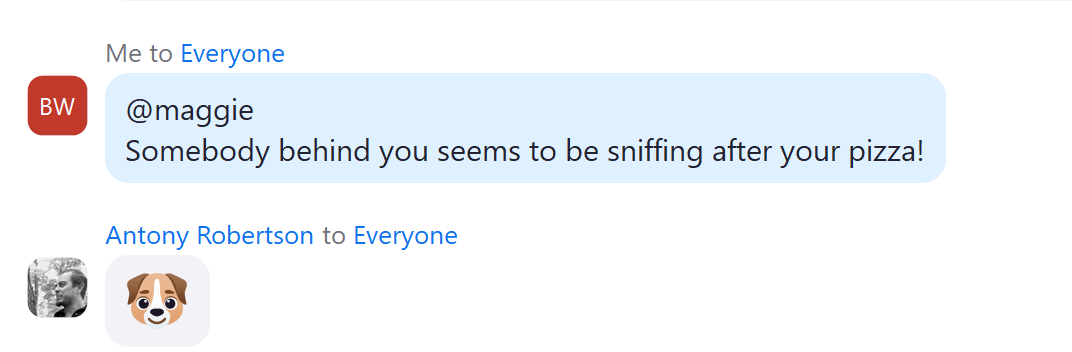 Me to Everyone
BW
@maggie
Somebody behind you seems to be sniffing after your pizza!
Antony Robertson to Everyone